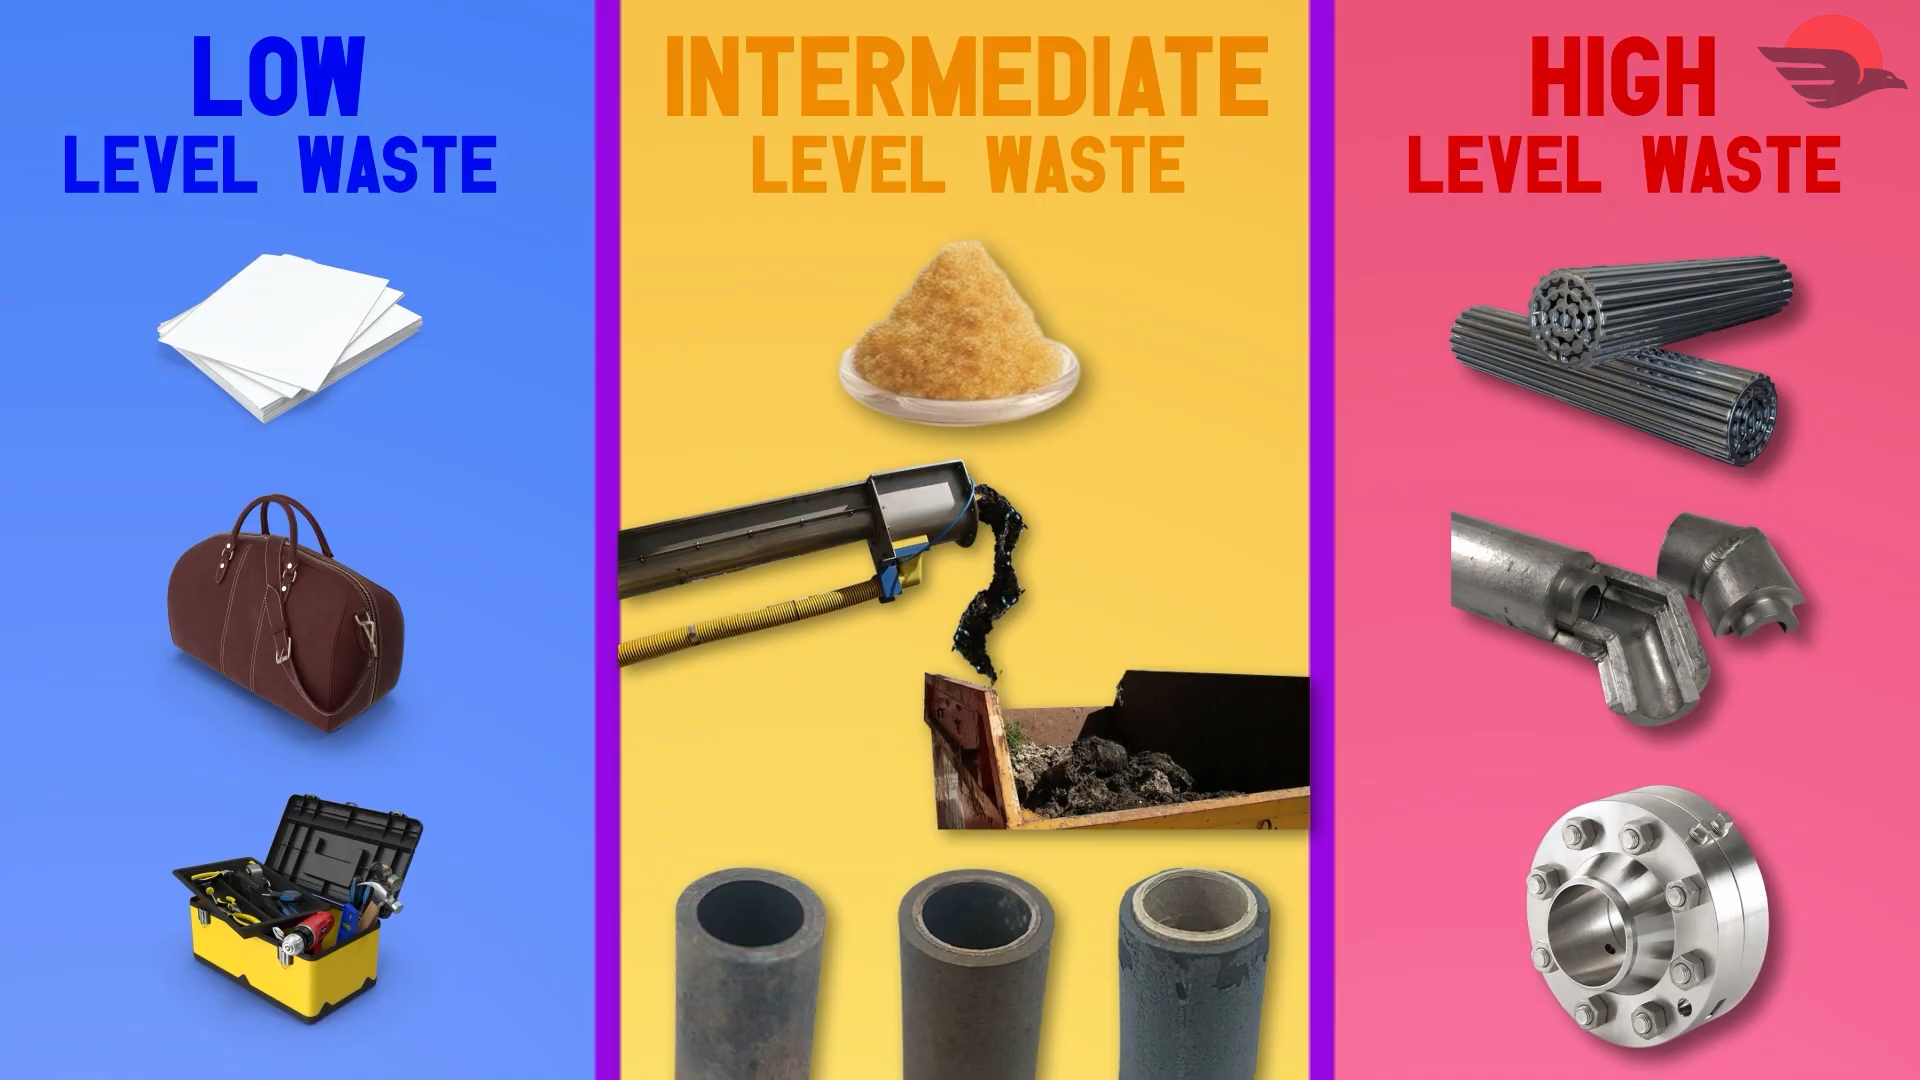 LOW
LEVEL WASTE
INTERMEDIATE
LEVEL WASTE
HIGH
LEVEL WASTE